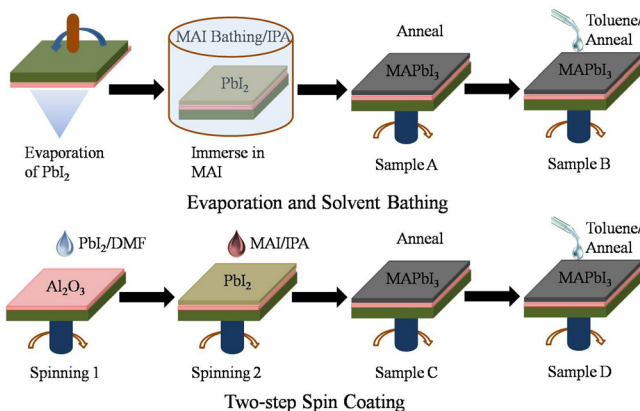 MAI Bathing/IPA
Anneal
Toluene/
Anneal
PbI₂
MAPbI₃
MAPbI₃
Evaporation
of PbI₂
Immerse in
MAI
Sample A
Sample B
Evaporation and Solvent Bathing
PbI₂/DMF
MAI/IPA
Anneal
Toluene/
Anneal
Al₂O₃
PbI₂
MAPbI₃
MAPbI₃
Spinning 1
Spinning 2
Sample C
Sample D
Two-step Spin Coating